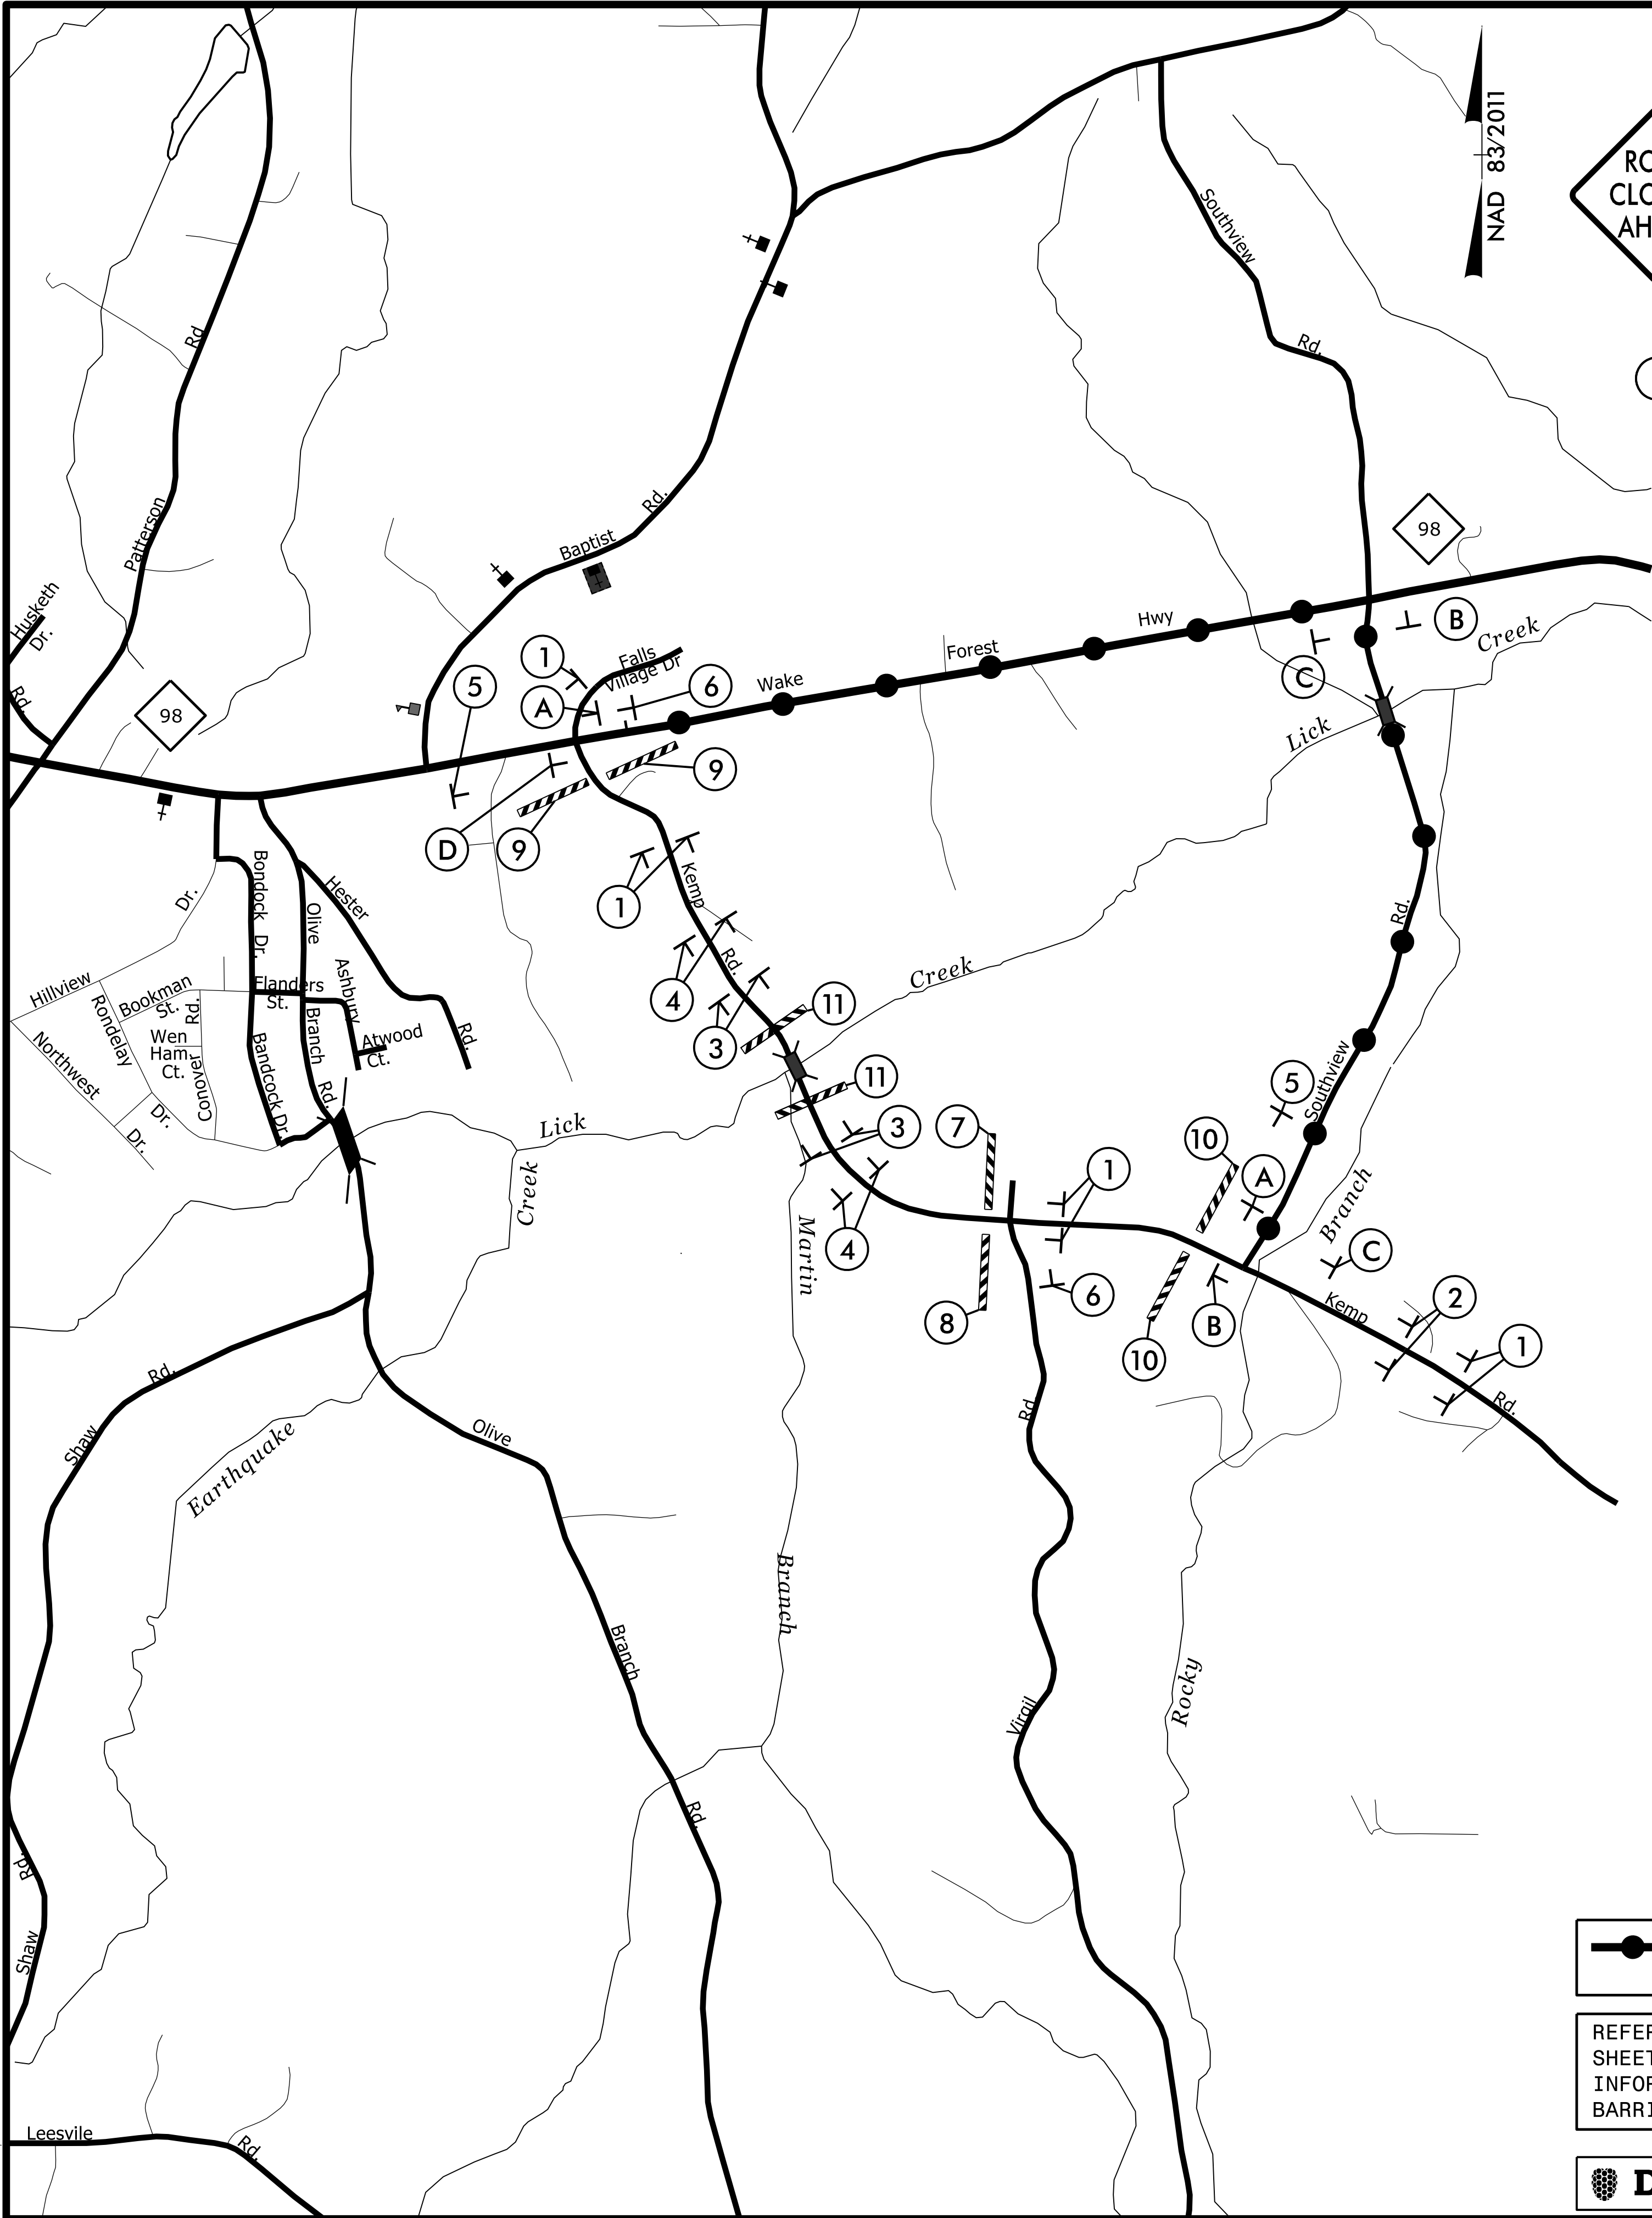 NAD 83/2011
RO
CLO
AH
Southview
Rd.
Rd
Patterson
Husketh
Dr.
Rd.
98
Baptist
Rd.
98
B
C
Creek
Lick
Hwy
Forest
Wake
Falls
Village Dr
1
A
5
6
9
D
9
1
Kemp
Rd.
4
3
11
11
3
4
Creek
Lick
Creek
Bondock Dr.
Olive
Hester
Rd.
Dr.
Hillview
Bookman
St.
Rondelay
Rd.
Conover
Wen
Ham.
Ct.
Northwest
Dr.
Dr.
Flanders
St.
Ashbury
Atwood
Ct.
Branch
Rd.
Bandcock Dr.
Martin
Branch
7
8
1
6
10
10
5
A
B
C
2
1
Rd.
Southview
Branch
Kemp
Rd.
Rd.
Shaw
Earthquake
Olive
Branch
Rd.
Rd
Virgil
Rocky
Rd.
Shaw
Leesvile
Rd.
REFER
SHEET
INFOR
BARRI
D